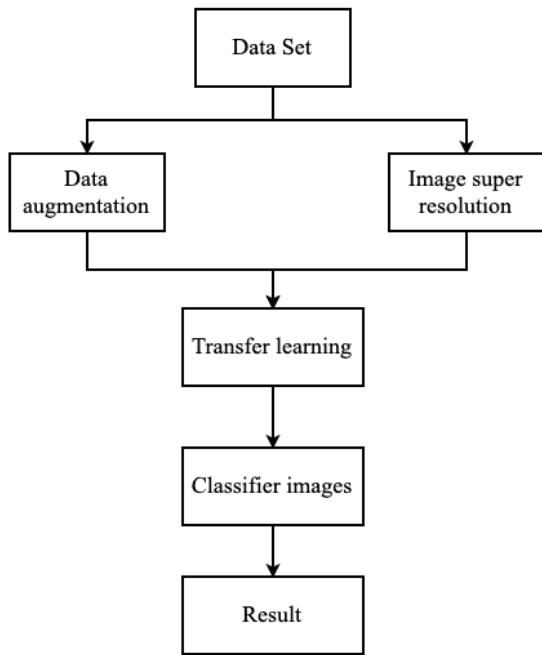 Data Set
Data
augmentation
Image super
resolution
Transfer learning
Classifier images
Result